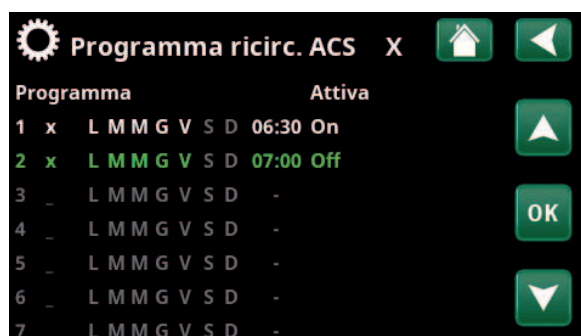 Programma ricirc. ACS X
Programma Attiva
1 x L M M G V S D 06:30 On
2 x L M M G V S D 07:00 Off
3 _ L M M G V S D -
4 _ L M M G V S D -
5 _ L M M G V S D -
6 _ L M M G V S D -
7 L M M G V S D
OK